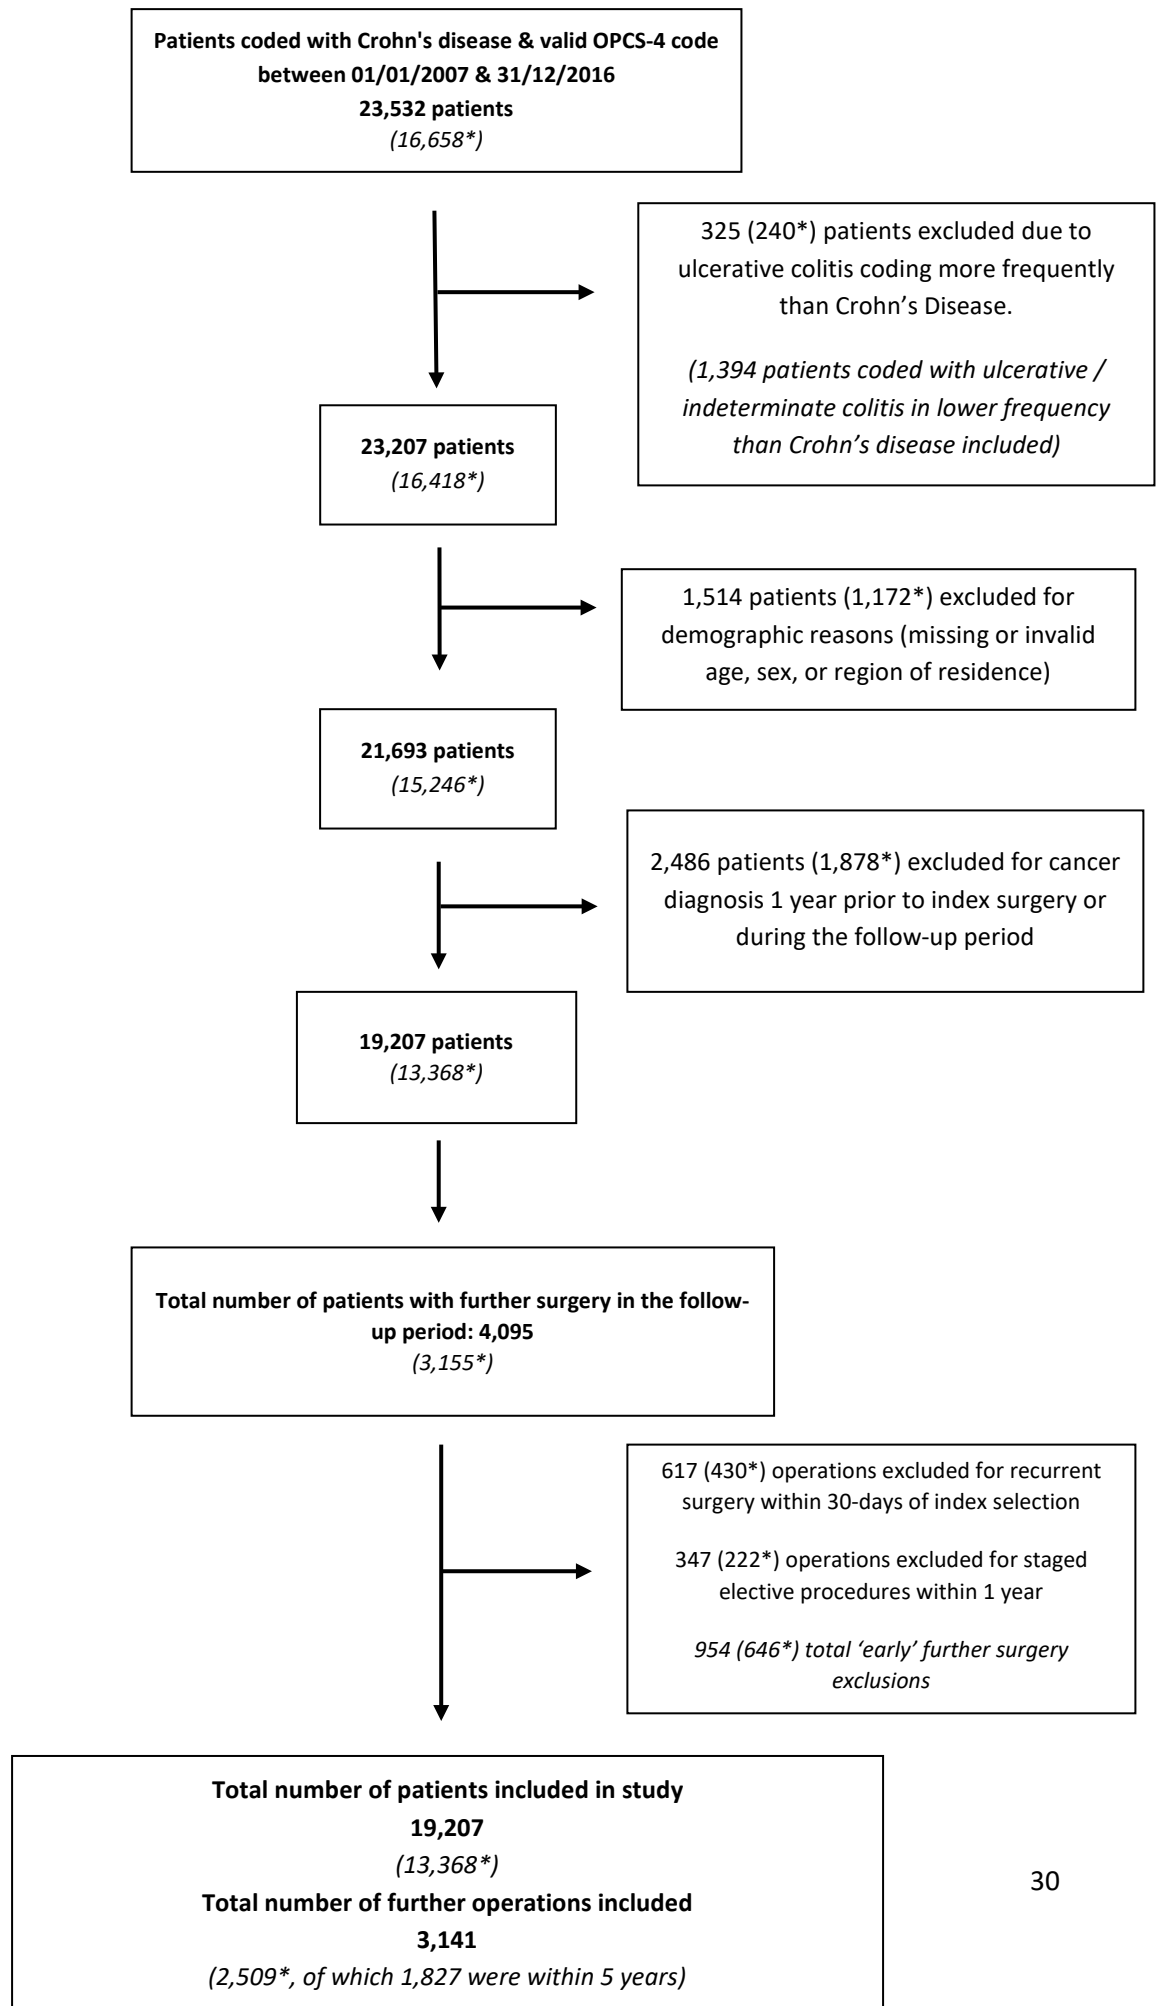 Patients coded with Crohn's disease & valid OPCS-4 code
between 01/01/2007 & 31/12/2016
23,532 patients
(16,658*)
325 (240*) patients excluded due to
ulcerative colitis coding more frequently
than Crohn’s Disease.
(1,394 patients coded with ulcerative /
indeterminate colitis in lower frequency
than Crohn’s disease included)
23,207 patients
(16,418*)
1,514 patients (1,172*) excluded for
demographic reasons (missing or invalid
age, sex, or region of residence)
21,693 patients
(15,246*)
2,486 patients (1,878*) excluded for cancer
diagnosis 1 year prior to index surgery or
during the follow-up period
19,207 patients
(13,368*)
Total number of patients with further surgery in the follow-
up period: 4,095
(3,155*)
617 (430*) operations excluded for recurrent
surgery within 30-days of index selection
347 (222*) operations excluded for staged
elective procedures within 1 year
954 (646*) total ‘early’ further surgery
exclusions
Total number of patients included in study
19,207
(13,368*)
Total number of further operations included
3,141
(2,509*, of which 1,827 were within 5 years)
30